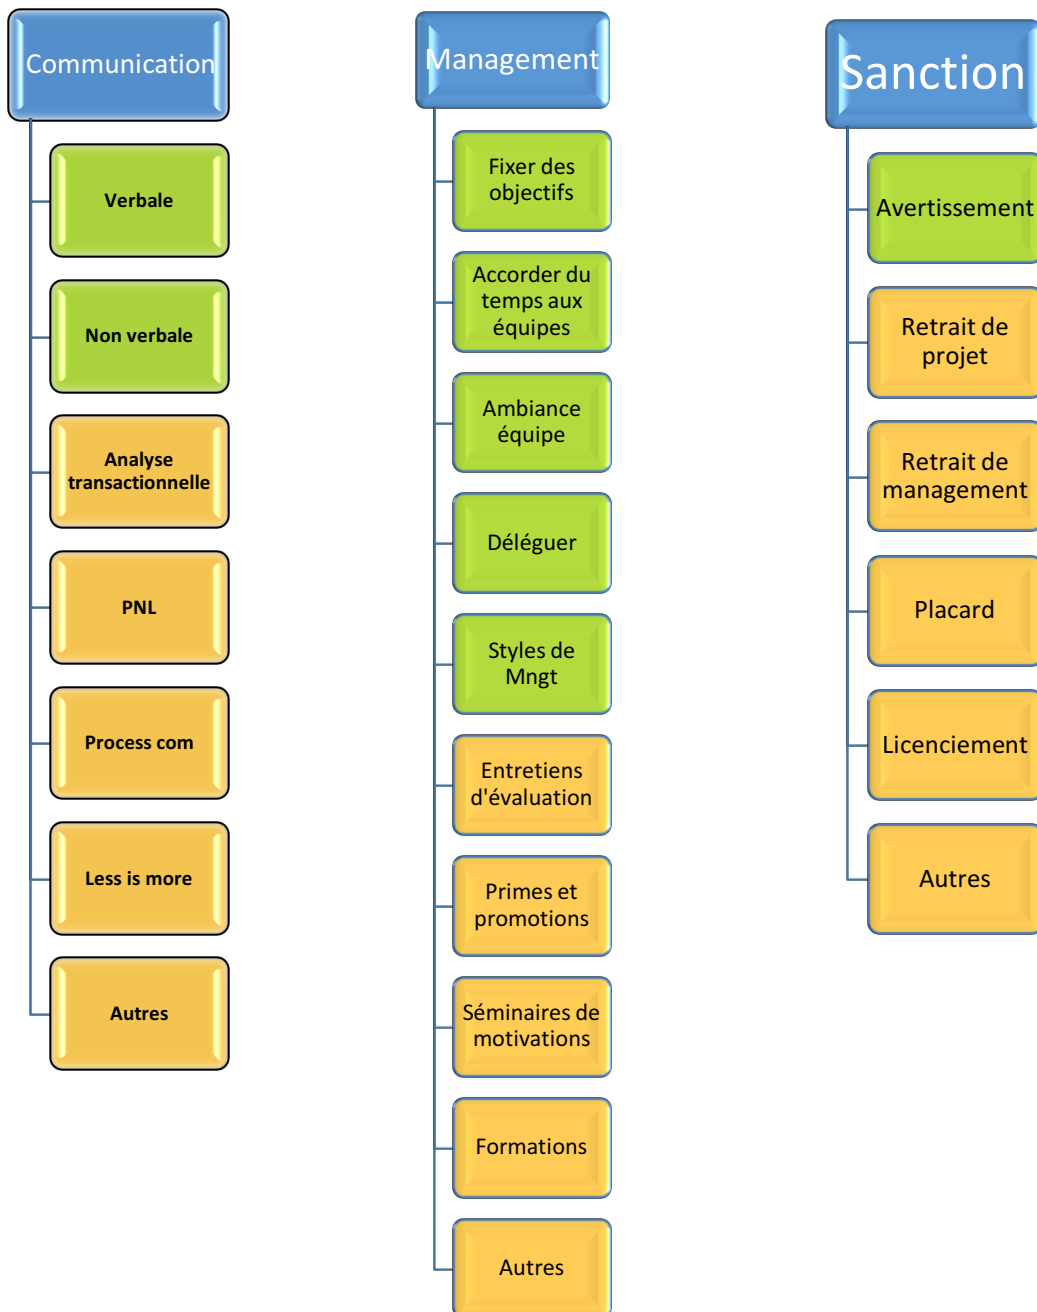 Communication
Verbale
Non verbale
Analyse
transactionnelle
PNL
Process com
Less is more
Autres
Management
Fixer des
objectifs
Accorder du
temps aux
équipes
Ambiance
équipe
Déléguer
Styles de
Mngt
Entretiens
d'évaluation
Primes et
promotions
Séminaires de
motivations
Formations
Autres
Sanction
Avertissement
Retrait de
projet
Retrait de
management
Placard
Licenciement
Autres